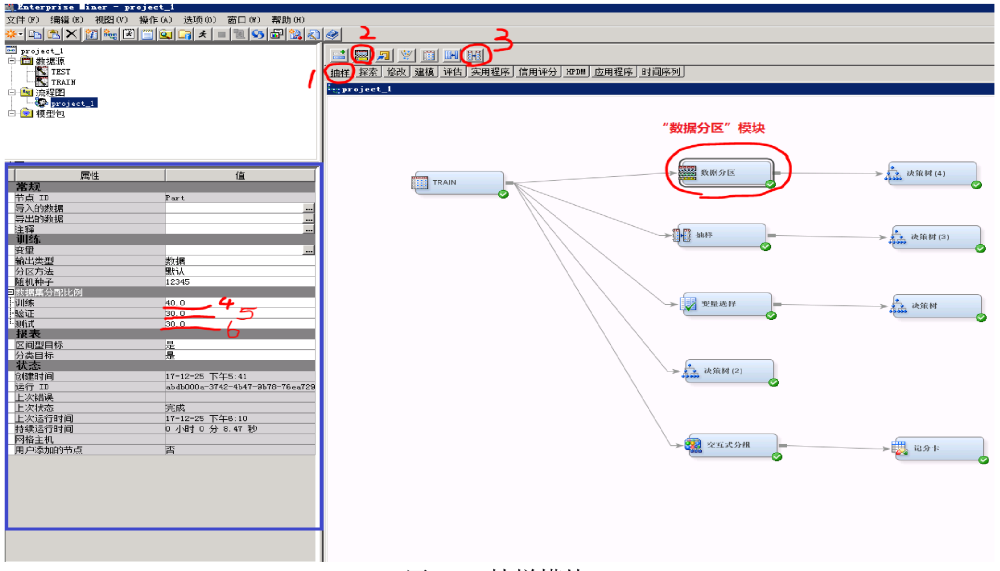 Enterprise Miner - project_1
文件(F) 编辑(E) 视图(V) 操作(A) 选项(O) 窗口(W) 帮助(H)
project_1
数据源
TEST
TRAIN
流程图
project_1
模型包
1
2
3
抽样 探索 修改 建模 评估 实用程序 信用评分 HPDM 应用程序 时间序列
project_1
属性 值
常规
节点 ID Part
导入的数据 ...
导出的数据 ...
注释 ...
训练
变量 ...
输出类型 数据
分区方法 默认
随机种子 12345
数据集分配比例
训练 40.0 4
验证 30.0 5
测试 30.0 6
报表
区间型目标 是
分类目标 是
状态
创建时间 17-12-25 下午5:41
运行 ID abdb000a-3742-4b47-9b78-76ea729
上次错误
上次状态 完成
上次运行时间 17-12-25 下午6:10
持续运行时间 0 小时 0 分 8.47 秒
网格主机
用户添加的节点 否
“数据分区”模块
TRAIN
数据分区
决策树 (4)
抽样
决策树 (3)
变量选择
决策树
决策树 (2)
交互式分组
记分卡